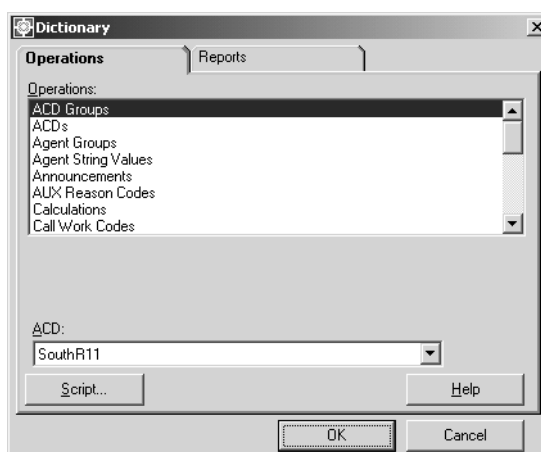 Dictionary
Operations
Reports
Operations:
ACD Groups
ACDs
Agent Groups
Agent String Values
Announcements
AUX Reason Codes
Calculations
Call Work Codes
ACD:
SouthR11
Script...
Help
OK
Cancel